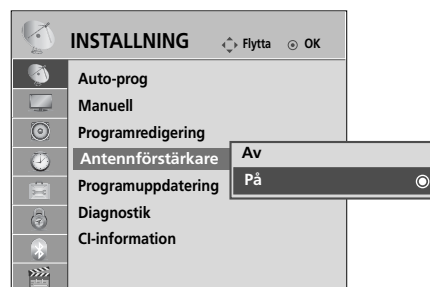 INSTALLNING Flytta OK
Auto-prog
Manuell
Programredigering
Antennförstärkare
Av
På
Programuppdatering
Diagnostik
CI-information